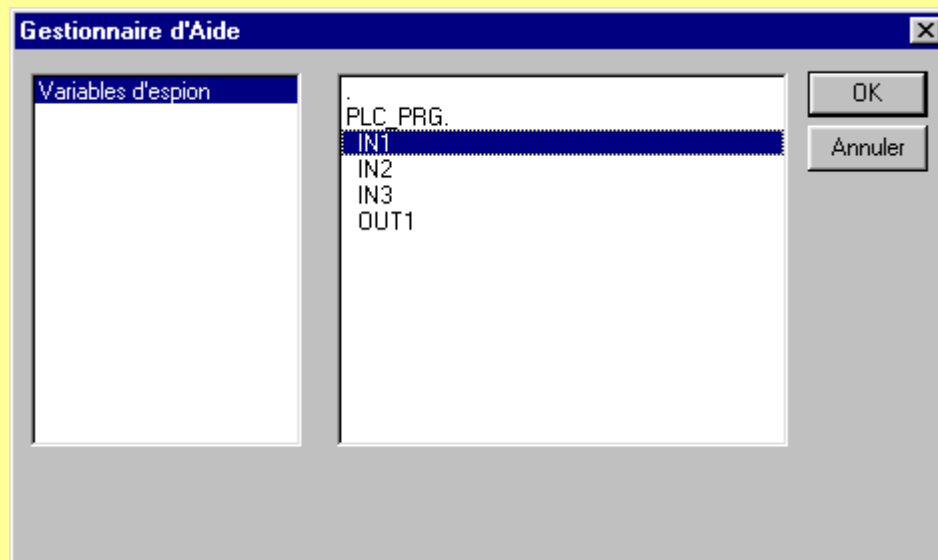 Gestionnaire d'Aide
Variables d'espion
.
PLC_PRG.
IN1
IN2
IN3
OUT1
OK
Annuler